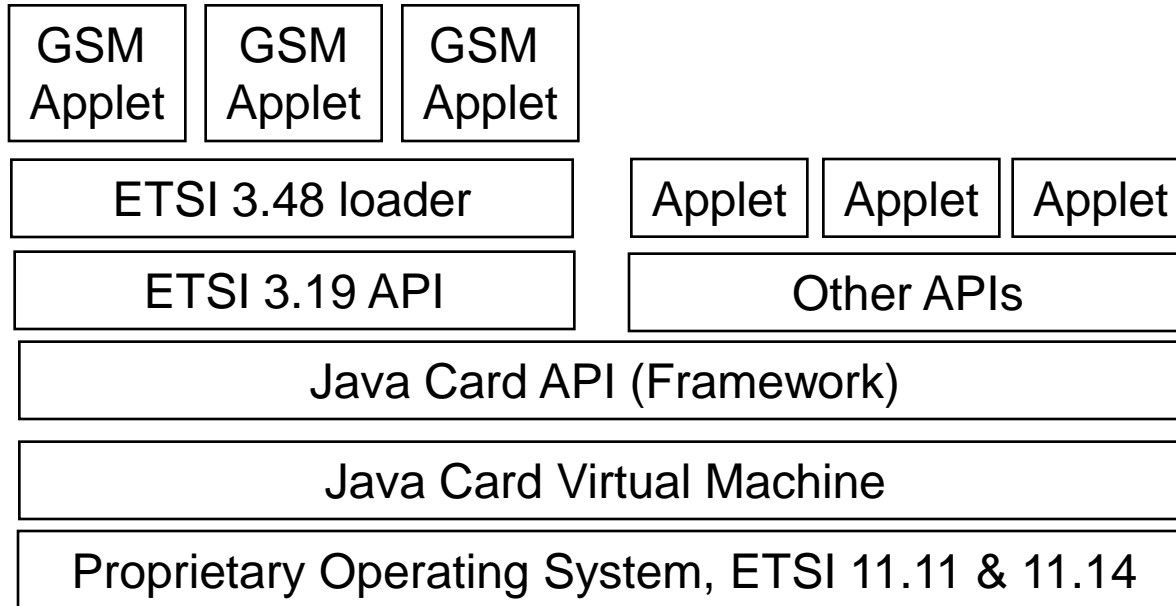 GSM
Applet
GSM
Applet
GSM
Applet
ETSI 3.48 loader
Applet
Applet
Applet
ETSI 3.19 API
Other APIs
Java Card API (Framework)
Java Card Virtual Machine
Proprietary Operating System, ETSI 11.11 & 11.14